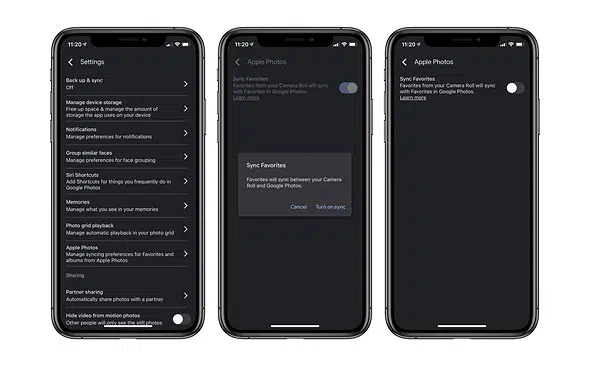 11:20
Settings
Back up & sync
Off
Manage device storage
Free up space & manage the amount of
storage the app uses on your device
Notifications
Manage preferences for notifications
Group similar faces
Manage preferences for face grouping
Siri Shortcuts
Add Shortcuts for things you frequently do in
Google Photos
Memories
Manage what you see in your memories
Photo grid playback
Manage automatic playback in your photo grid
Apple Photos
Manage syncing preferences for Favorites and
albums from Apple Photos
Sharing
Partner sharing
Automatically share photos with a partner
Hide video from motion photos
Other people will only see the still photos
11:20
Apple Photos
Sync Favorites
Favorites from your Camera Roll will sync
with Favorites in Google Photos.
Learn more
Sync Favorites
Favorites will sync between your Camera
Roll and Google Photos.
Cancel Turn on sync
11:20
Apple Photos
Sync Favorites
Favorites from your Camera Roll will sync
with Favorites in Google Photos.
Learn more